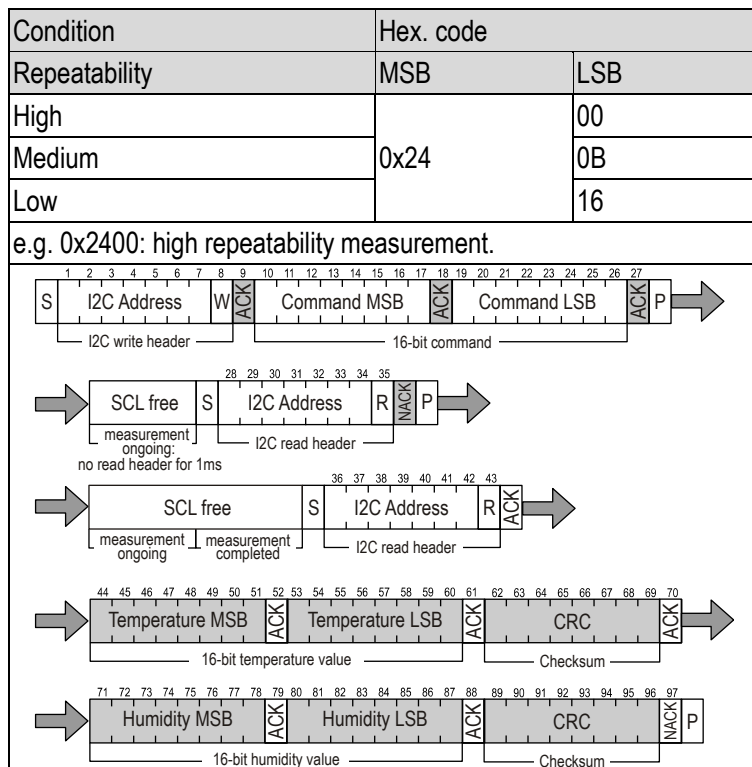 Condition Hex. code
Repeatability MSB LSB
High 00
Medium 0x24 0B
Low 16
e.g. 0x2400: high repeatability measurement.
1 2 3 4 5 6 7 8 9 10 11 12 13 14 15 16 17 18 19 20 21 22 23 24 25 26 27
S I2C Address W ACK Command MSB ACK Command LSB ACK P
I2C write header 16-bit command
28 29 30 31 32 33 34 35
SCL free S I2C Address R NACK P
measurement
ongoing:
no read header for 1ms
I2C read header
36 37 38 39 40 41 42 43
SCL free S I2C Address R ACK
measurement
ongoing
measurement
completed
I2C read header
44 45 46 47 48 49 50 51 52 53 54 55 56 57 58 59 60 61 62 63 64 65 66 67 68 69 70
Temperature MSB ACK Temperature LSB ACK CRC ACK
16-bit temperature value Checksum
71 72 73 74 75 76 77 78 79 80 81 82 83 84 85 86 87 88 89 90 91 92 93 94 95 96 97
Humidity MSB ACK Humidity LSB ACK CRC NACK P
16-bit humidity value Checksum